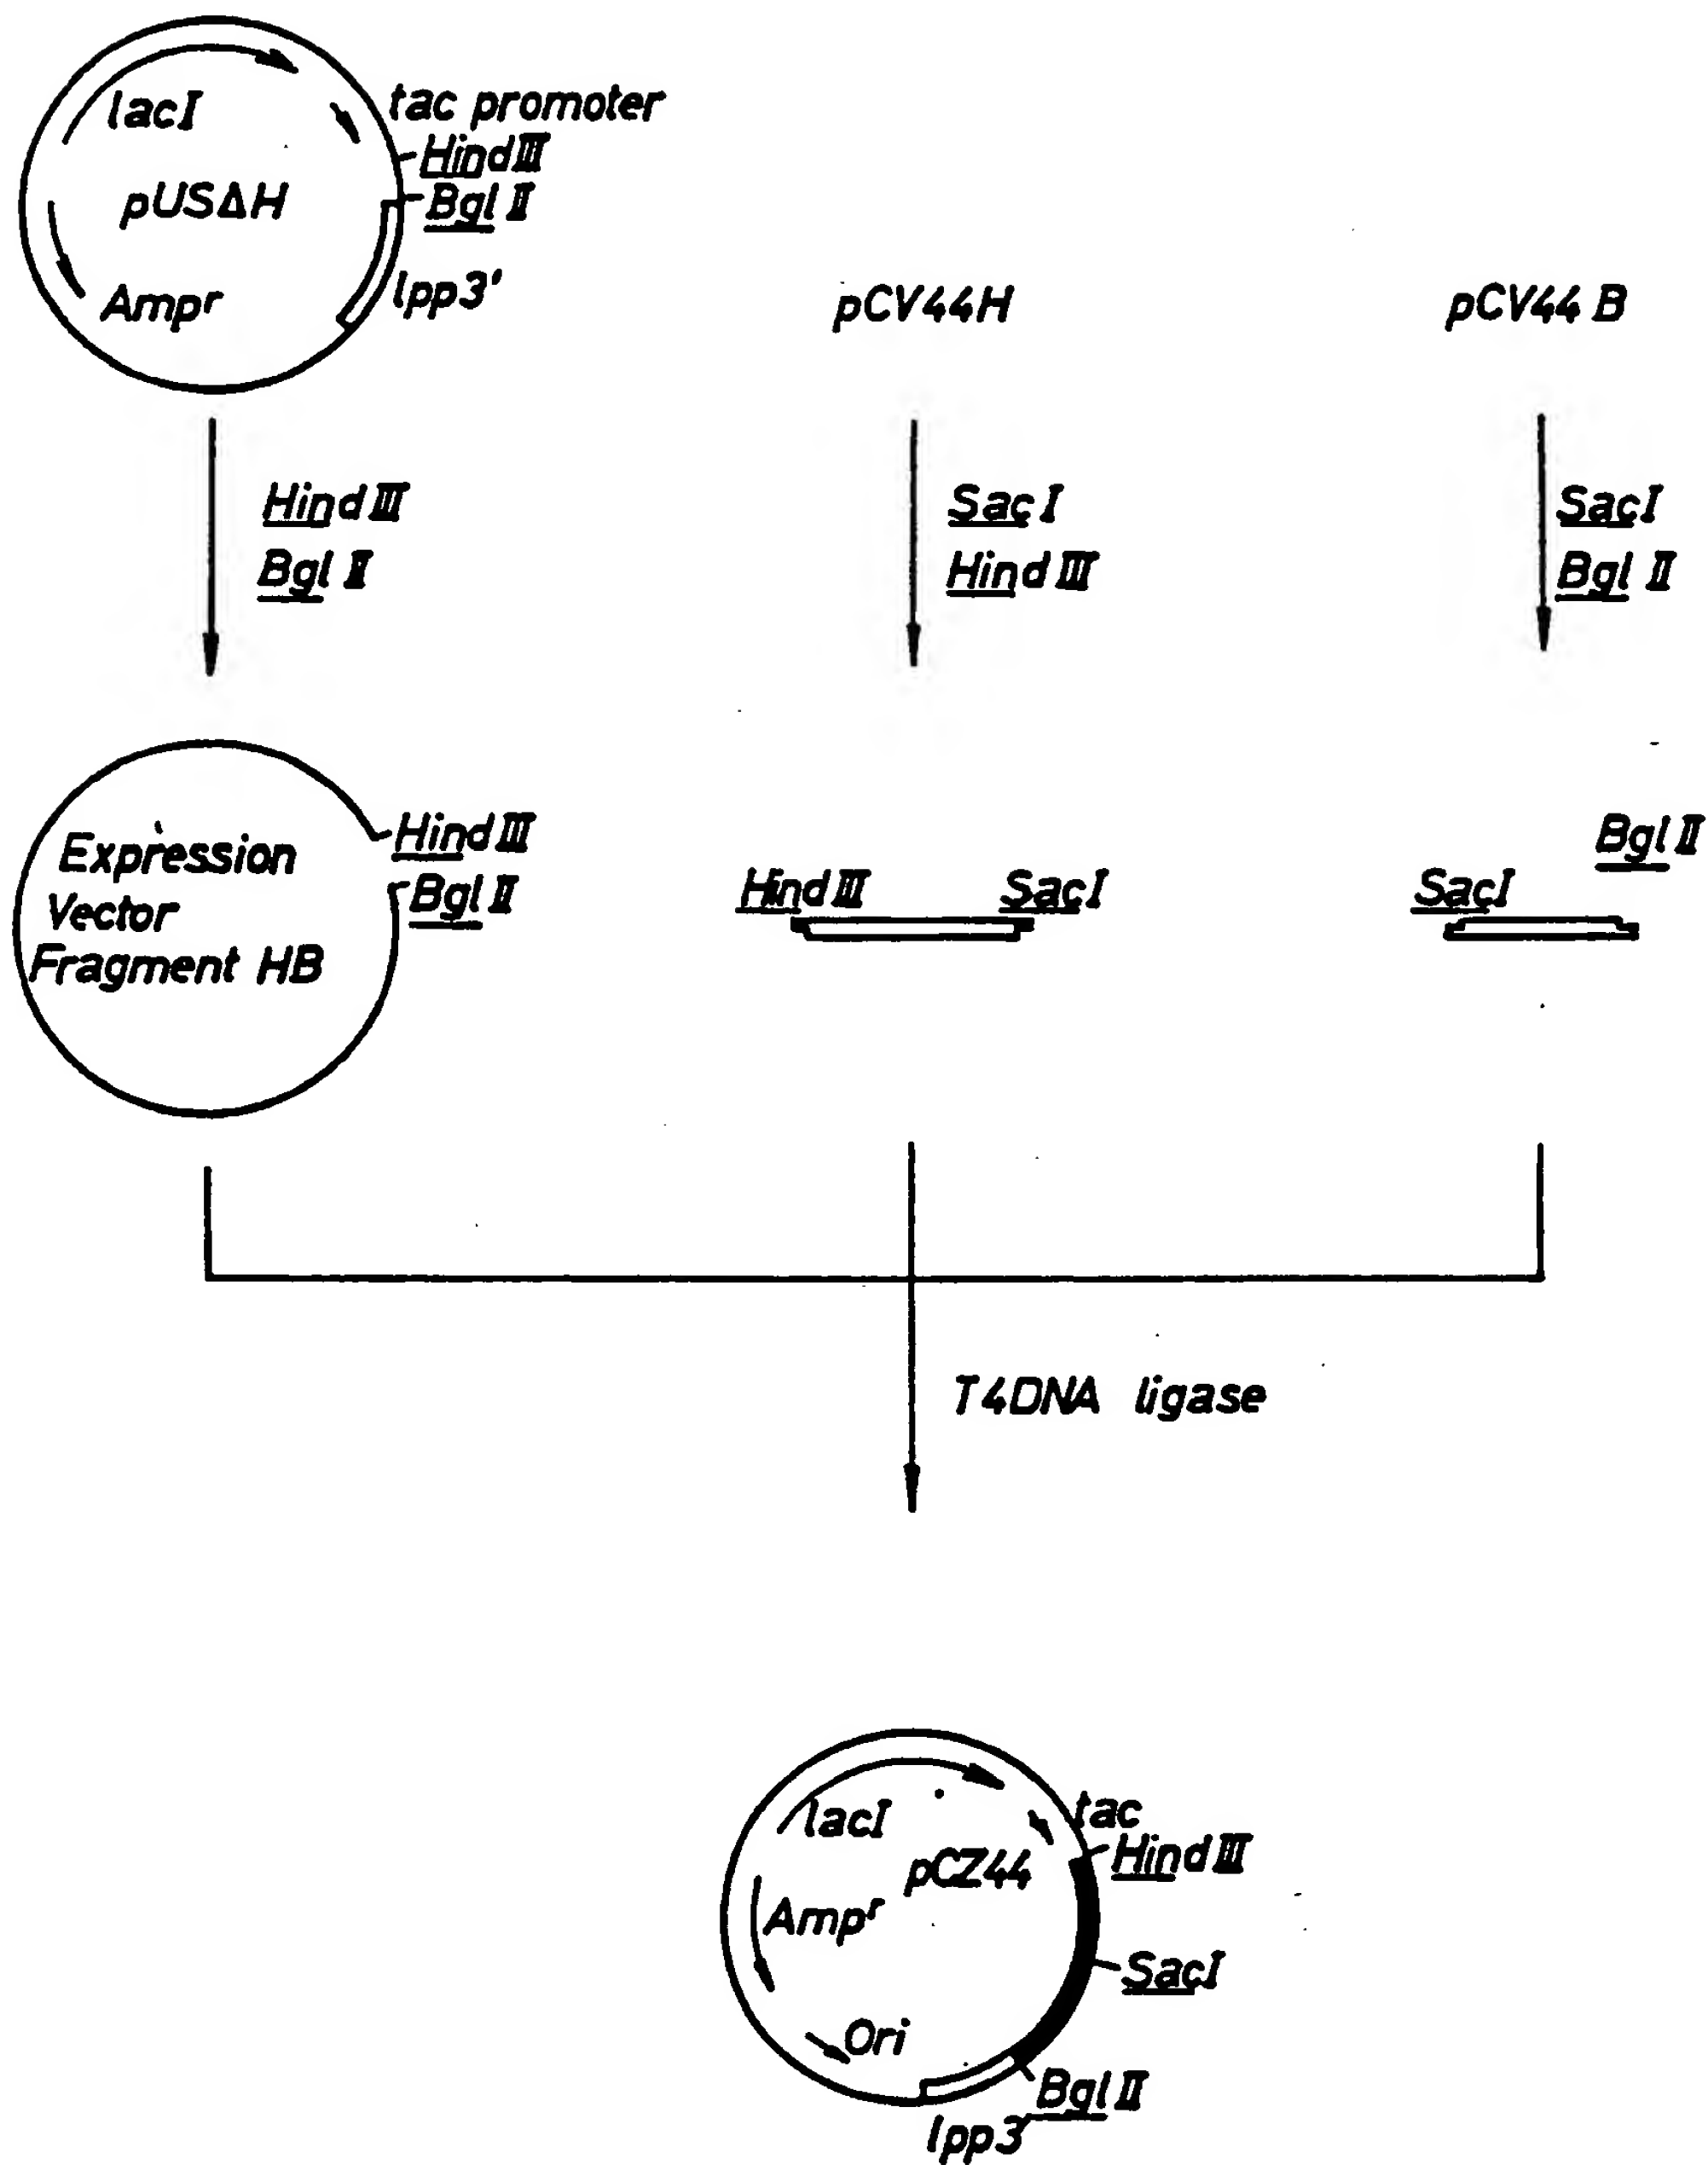 lacI
tac promoter
HindIII
pUSΔH
BglII
Ampʳ
lpp3'
pCV44H
pCV44B
HindIII
BglII
SacI
HindIII
SacI
BglII
Expression
Vector
Fragment HB
HindIII
BglII
HindIII
SacI
SacI
BglII
T4DNA ligase
lacI
tac
pCZ44
HindIII
Ampʳ
SacI
Ori
BglII
lpp3'